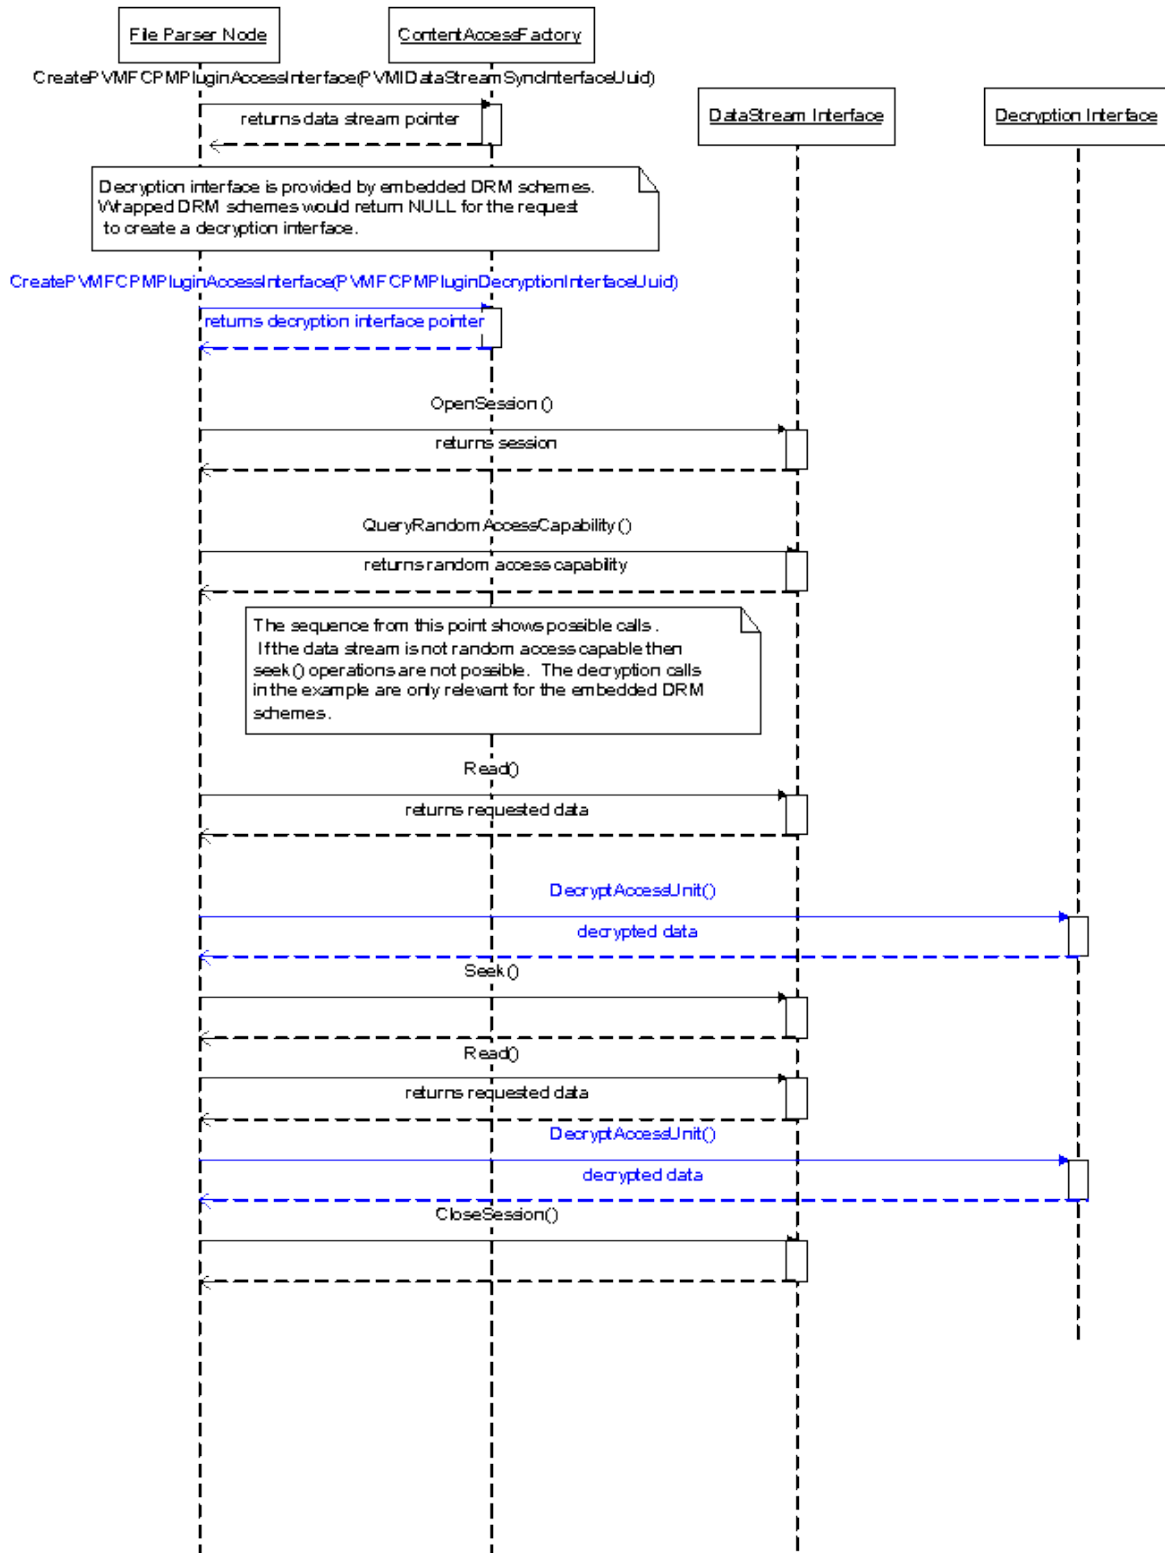 File Parser Node
ContentAccessFactory
CreatePVMFCPMPluginAccessInterface(PVMIDataStreamSyncInterfaceUuid)
DataStream Interface
Decryption Interface
returns data stream pointer
Decryption interface is provided by embedded DRM schemes.
Wrapped DRM schemes would return NULL for the request
to create a decryption interface.
CreatePVMFCPMPluginAccessInterface(PVMFCPMPluginDecryptionInterfaceUuid)
returns decryption interface pointer
OpenSession()
returns session
QueryRandomAccessCapability()
returns random access capability
The sequence from this point shows possible calls.
If the data stream is not random access capable then
seek() operations are not possible. The decryption calls
in the example are only relevant for the embedded DRM
schemes.
Read()
returns requested data
DecryptAccessUnit()
decrypted data
Seek()
Read()
returns requested data
DecryptAccessUnit()
decrypted data
CloseSession()